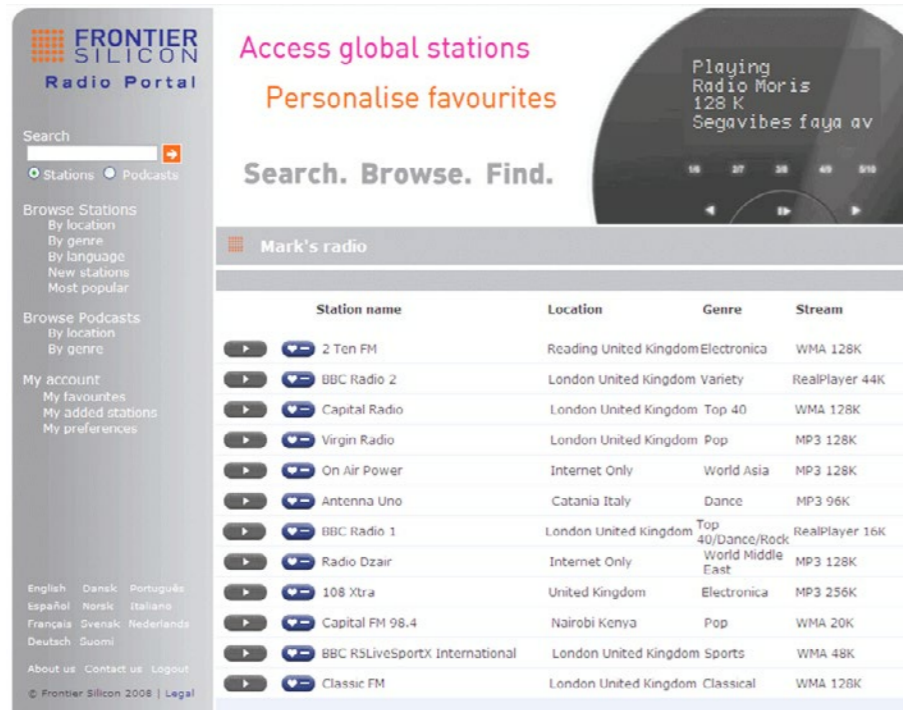 FRONTIER
SILICON
Radio Portal
Search
Stations Podcasts
Browse Stations
By location
By genre
By language
New stations
Most popular
Browse Podcasts
By location
By genre
My account
My favourites
My added stations
My preferences
English Dansk Português
Español Norsk Italiano
Français Svensk Nederlands
Deutsch Suomi
About us Contact us Logout
© Frontier Silicon 2008 | Legal
Access global stations
Personalise favourites
Search. Browse. Find.
Playing
Radio Moris
128 K
Segavibes faya av
1/6 2/7 3/8 4/9 5/10
Mark's radio
Station name Location Genre Stream
2 Ten FM Reading United Kingdom Electronica WMA 128K
BBC Radio 2 London United Kingdom Variety RealPlayer 44K
Capital Radio London United Kingdom Top 40 WMA 128K
Virgin Radio London United Kingdom Pop MP3 128K
On Air Power Internet Only World Asia MP3 128K
Antenna Uno Catania Italy Dance MP3 96K
BBC Radio 1 London United Kingdom Top 40/Dance/Rock RealPlayer 16K
Radio Dzair Internet Only World Middle East MP3 128K
108 Xtra United Kingdom Electronica MP3 256K
Capital FM 98.4 Nairobi Kenya Pop WMA 20K
BBC R5LiveSportX International London United Kingdom Sports WMA 48K
Classic FM London United Kingdom Classical WMA 128K